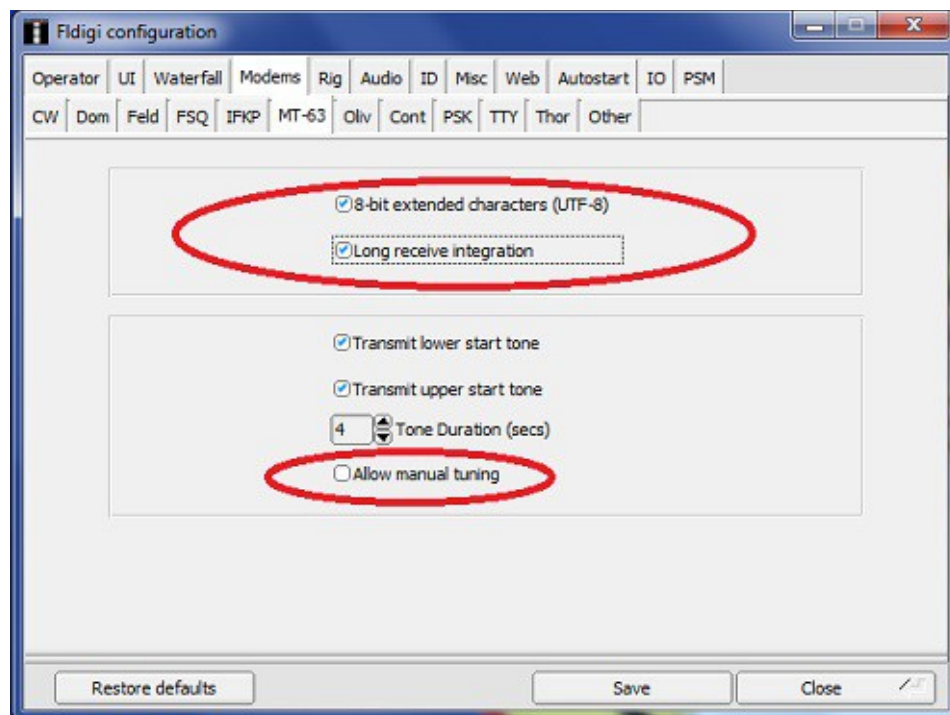 Fldigi configuration
Operator UI Waterfall Modems Rig Audio ID Misc Web Autostart IO PSM
CW Dom Feld FSQ IFKP MT-63 Oliv Cont PSK TTY Thor Other
8-bit extended characters (UTF-8)
Long receive integration
Transmit lower start tone
Transmit upper start tone
4 Tone Duration (secs)
Allow manual tuning
Restore defaults Save Close